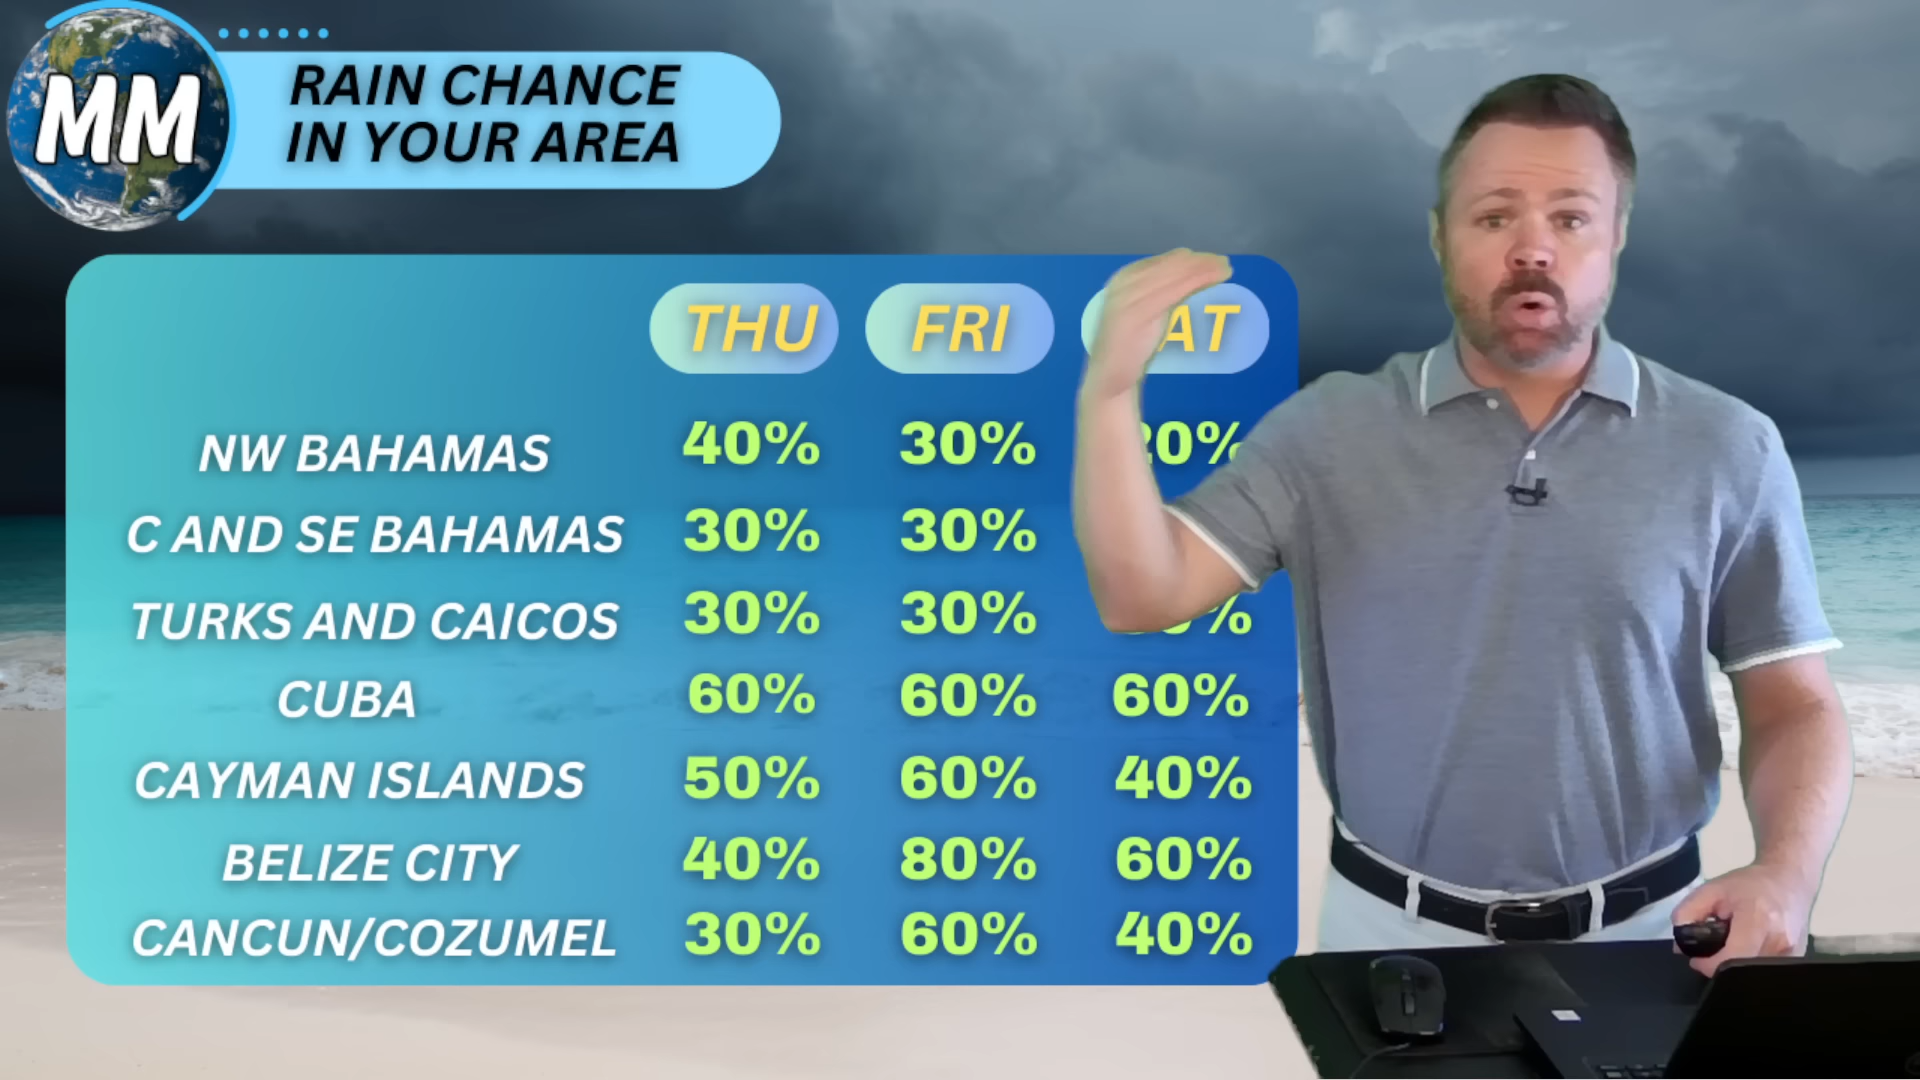 MM
RAIN CHANCE
IN YOUR AREA
THU FRI
NW BAHAMAS 40% 30%
C AND SE BAHAMAS 30% 30%
TURKS AND CAICOS 30% 30%
CUBA 60% 60% 60%
CAYMAN ISLANDS 50% 60% 40%
BELIZE CITY 40% 80% 60%
CANCUN/COZUMEL 30% 60% 40%